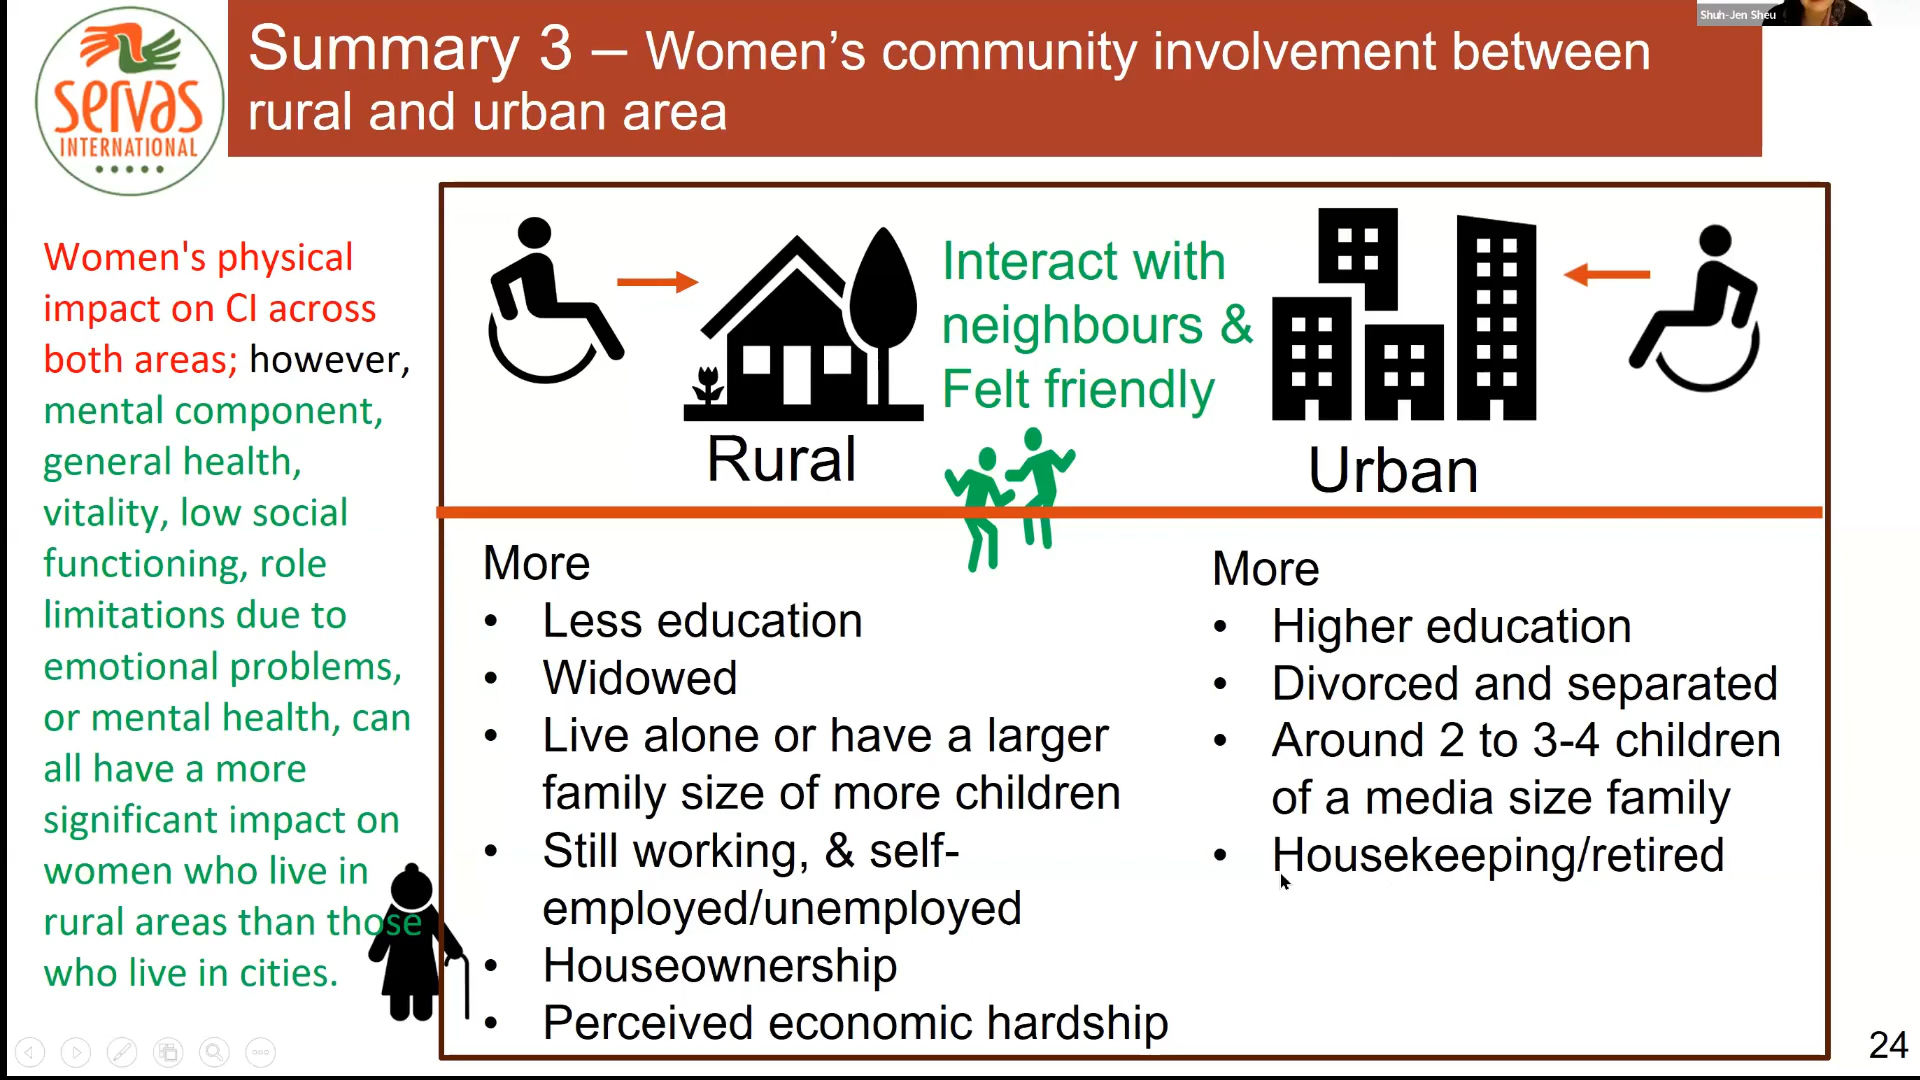 Shuh-Jen Sheu
servas
INTERNATIONAL
Summary 3 – Women’s community involvement between
rural and urban area
Women's physical
impact on CI across
both areas; however,
mental component,
general health,
vitality, low social
functioning, role
limitations due to
emotional problems,
or mental health, can
all have a more
significant impact on
women who live in
rural areas than those
who live in cities.
Interact with
neighbours &
Felt friendly
Rural
Urban
More
• Less education
• Widowed
• Live alone or have a larger
family size of more children
• Still working, & self-
employed/unemployed
• Houseownership
• Perceived economic hardship
More
• Higher education
• Divorced and separated
• Around 2 to 3-4 children
of a media size family
• Housekeeping/retired
24